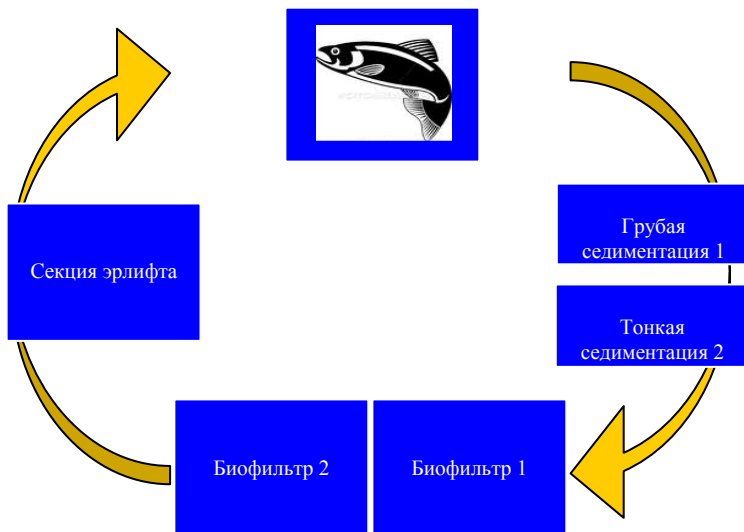 Грубая
седиментация 1
Тонкая
седиментация 2
Секция эрлифта
Биофильтр 2
Биофильтр 1